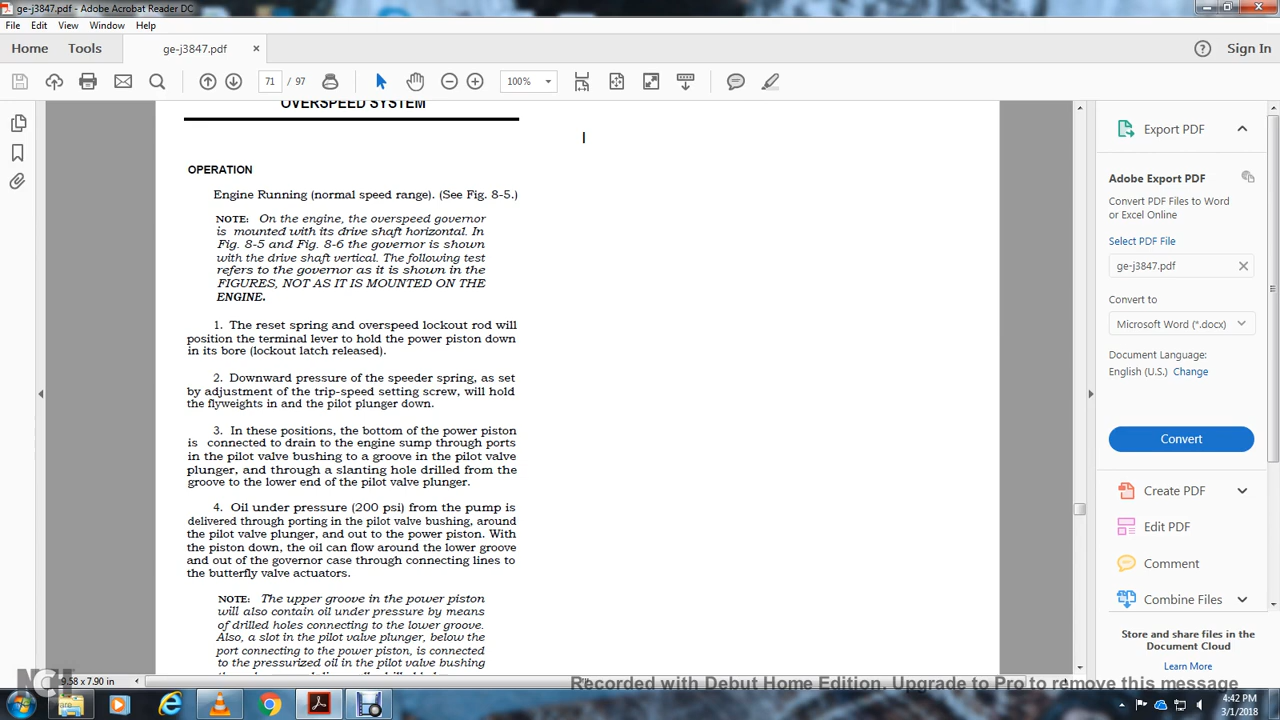 ge-j3847.pdf - Adobe Acrobat Reader DC
File Edit View Window Help
Home Tools ge-j3847.pdf × Sign In
71 / 97 100%
OVERSPEED SYSTEM
OPERATION
Engine Running (normal speed range). (See Fig. 8-5.)
NOTE: On the engine, the overspeed governor
is mounted with its drive shaft horizontal. In
Fig. 8-5 and Fig. 8-6 the governor is shown
with the drive shaft vertical. The following test
refers to the governor as it is shown in the
FIGURES, NOT AS IT IS MOUNTED ON THE
ENGINE.
1. The reset spring and overspeed lockout rod will
position the terminal lever to hold the power piston down
in its bore (lockout latch released).
2. Downward pressure of the speeder spring, as set
by adjustment of the trip-speed setting screw, will hold
the flyweights in and the pilot plunger down.
3. In these positions, the bottom of the power piston
is connected to drain to the engine sump through ports
in the pilot valve bushing to a groove in the pilot valve
plunger, and through a slanting hole drilled from the
groove to the lower end of the pilot valve plunger.
4. Oil under pressure (200 psi) from the pump is
delivered through porting in the pilot valve bushing, around
the pilot valve plunger, and out to the power piston. With
the piston down, the oil can flow around the lower groove
and out of the governor case through connecting lines to
the butterfly valve actuators.
NOTE: The upper groove in the power piston
will also contain oil under pressure by means
of drilled holes connecting to the lower groove.
Also, a slot in the pilot valve plunger, below the
port connecting to the power piston, is connected
to the pressurized oil in the pilot valve bushing
Export PDF
Adobe Export PDF
Convert PDF Files to Word
or Excel Online
Select PDF File
ge-j3847.pdf
Convert to
Microsoft Word (*.docx)
Document Language:
English (U.S.) Change
Convert
Create PDF
Edit PDF
Comment
Combine Files
Store and share files in the
Document Cloud
Learn More
9.58 x 7.90 in
Recorded with Debut Home Edition. Upgrade to Pro to remove this message
NCH
4:42 PM
3/1/2018